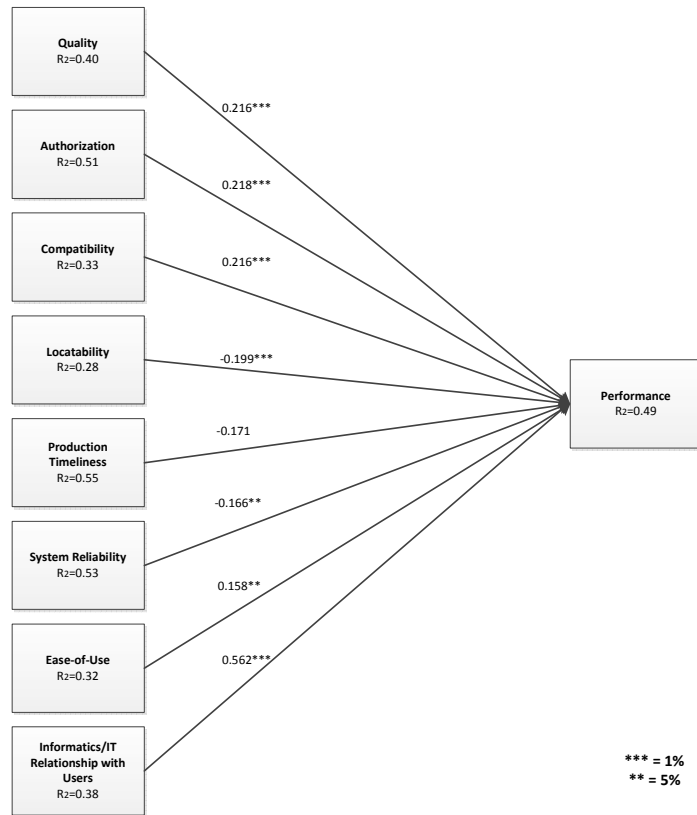 Quality
R2=0.40
0.216***
Authorization
R2=0.51
0.218***
Compatibility
R2=0.33
0.216***
Locatability
R2=0.28
-0.199***
Performance
R2=0.49
Production
Timeliness
R2=0.55
-0.171
System Reliability
R2=0.53
-0.166**
Ease-of-Use
R2=0.32
0.158**
Informatics/IT
Relationship with
Users
R2=0.38
0.562***
*** = 1%
** = 5%